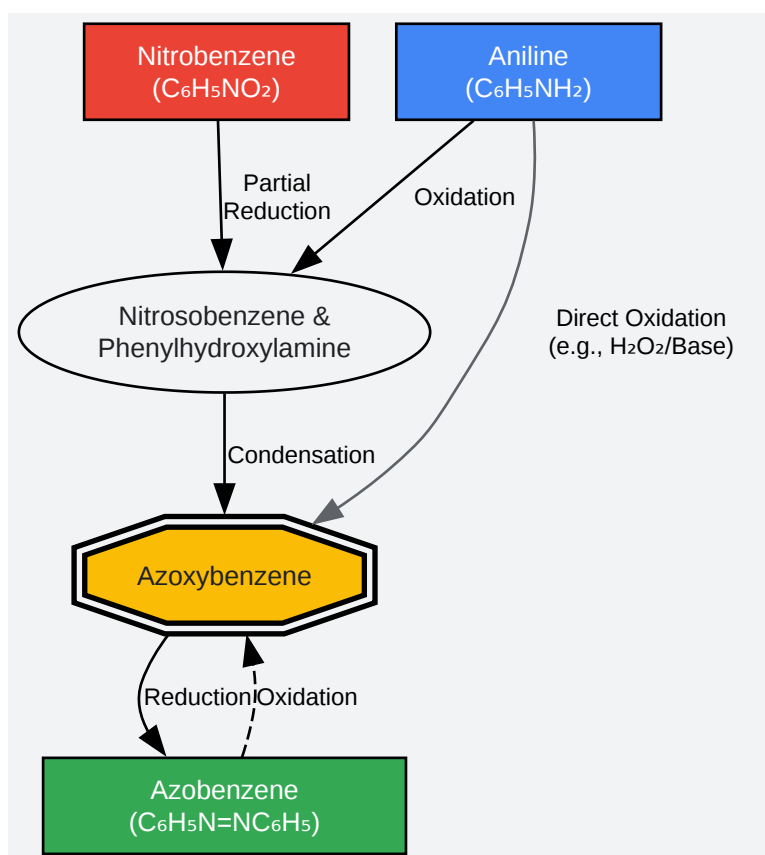 Nitrobenzene
(C₆H₅NO₂)
Aniline
(C₆H₅NH₂)
Partial
Reduction
Oxidation
Nitrosobenzene &
Phenylhydroxylamine
Direct Oxidation
(e.g., H₂O₂/Base)
Condensation
Azoxybenzene
Reduction
Oxidation
Azobenzene
(C₆H₅N=NC₆H₅)